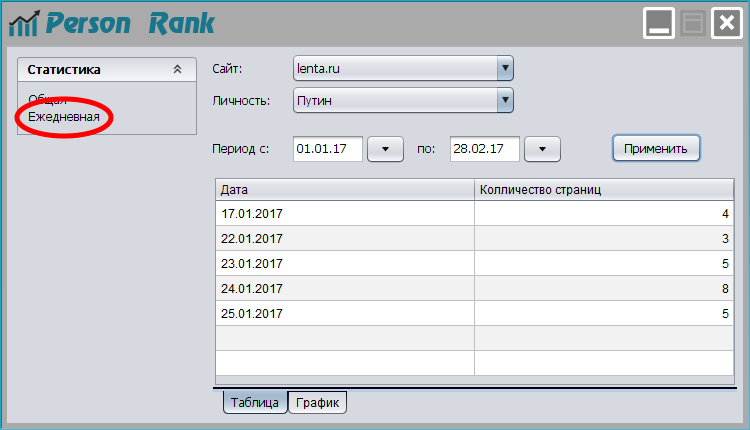 Person Rank
Статистика
Общая
Ежедневная
Сайт: lenta.ru
Личность: Путин
Период с: 01.01.17 по: 28.02.17 Применить
Дата Колличество страниц
17.01.2017 4
22.01.2017 3
23.01.2017 5
24.01.2017 8
25.01.2017 5
Таблица График